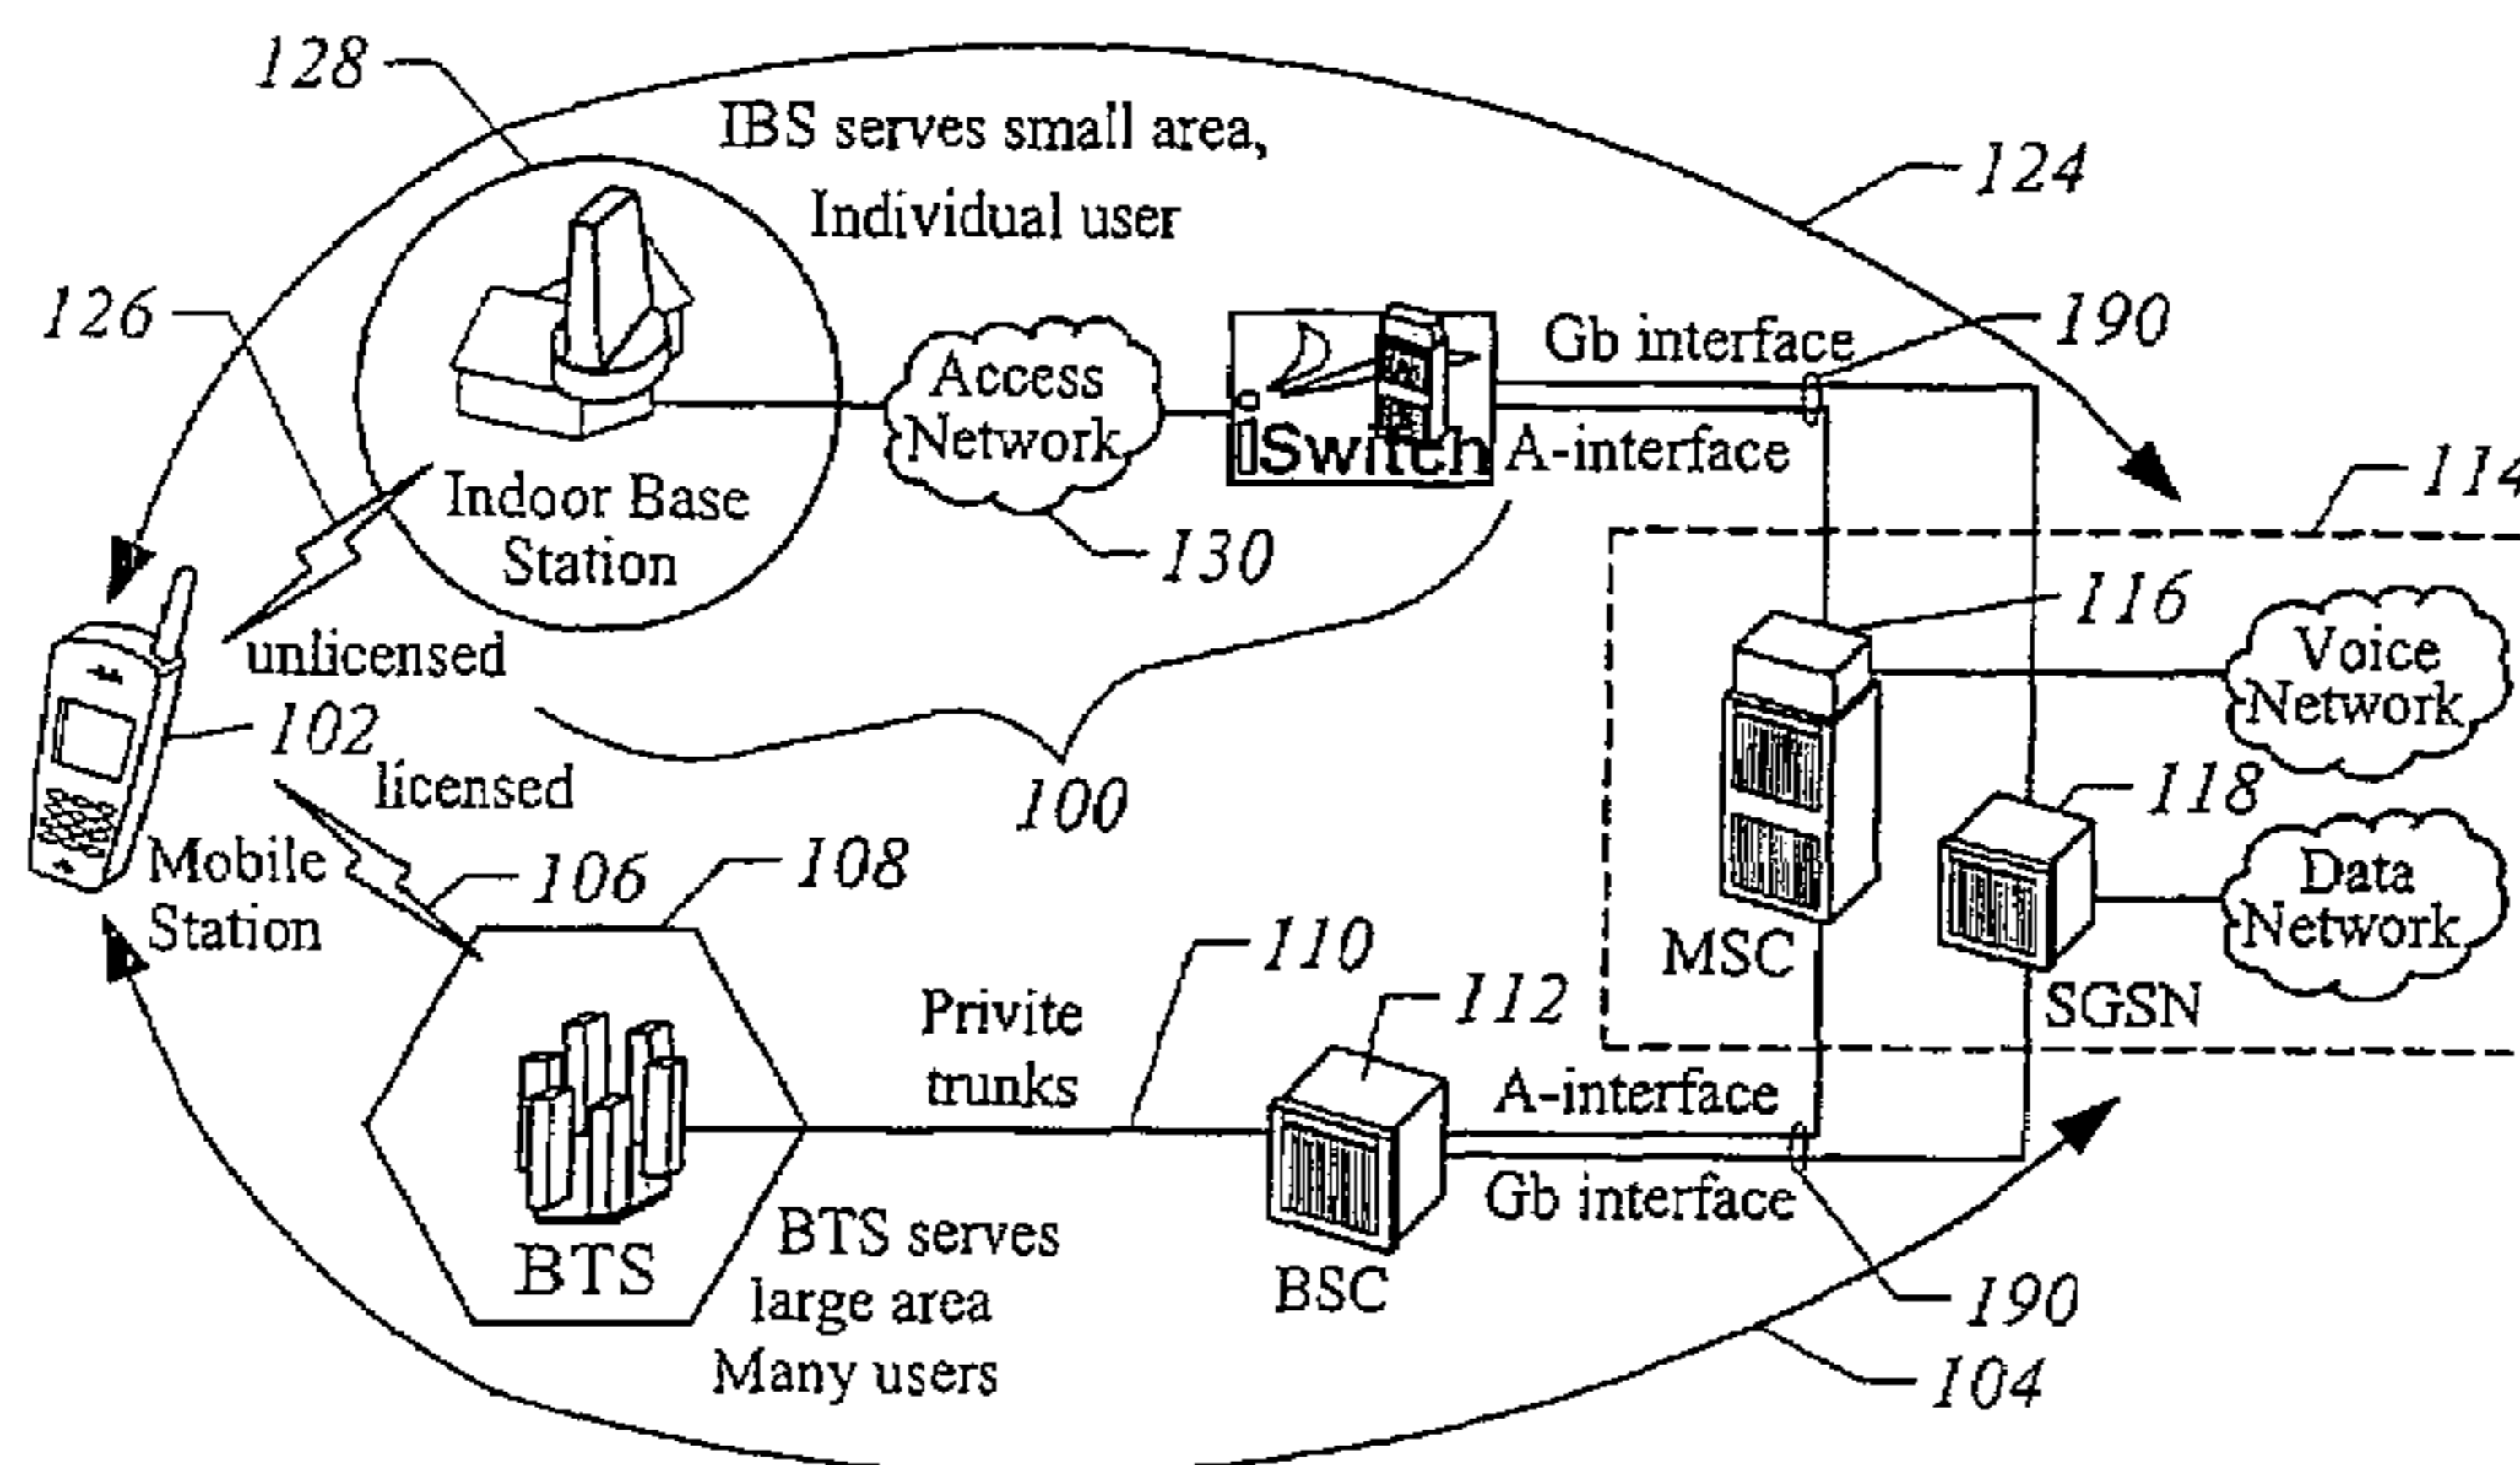 128
IBS serves small area,
Individual user
124
126
190
Gb interface
Access
Network
iSwitch
A-interface
114
Indoor Base
Station
130
116
unlicensed
Voice
Network
102
licensed
100
118
Mobile
Station
106
108
Data
Network
MSC
110
SGSN
Privite
trunks
112
A-interface
Gb interface
BTS
BTS serves
large area
Many users
BSC
190
104